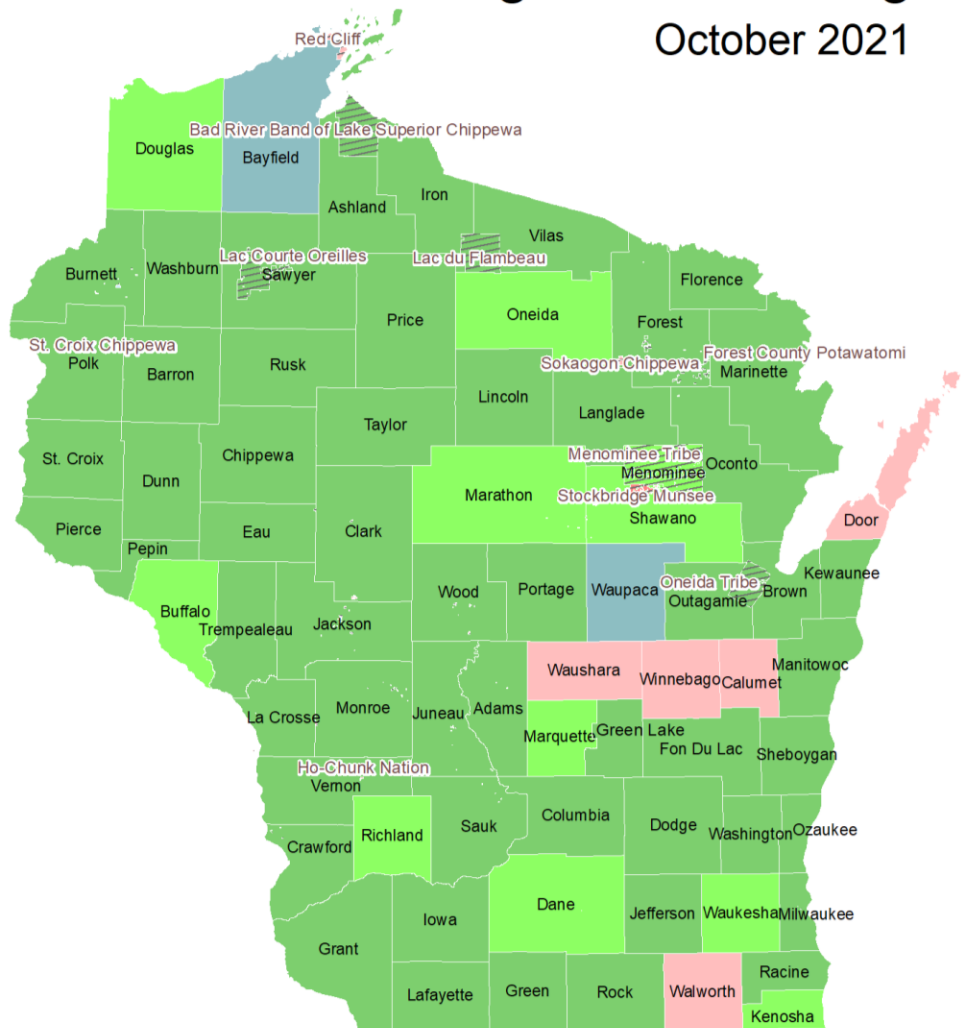 October 2021
Red Cliff
Bad River Band of Lake Superior Chippewa
Douglas
Bayfield
Iron
Ashland
Vilas
Lac Courte Oreilles
Lac du Flambeau
Burnett
Washburn
Sawyer
Florence
Price
Oneida
Forest
St. Croix Chippewa
Polk
Barron
Rusk
Sokaogon Chippewa
Forest County Potawatomi
Marinette
Lincoln
Langlade
Taylor
St. Croix
Chippewa
Menominee Tribe
Menominee
Oconto
Dunn
Marathon
Stockbridge Munsee
Shawano
Door
Pierce
Eau
Clark
Pepin
Wood
Portage
Waupaca
Oneida Tribe
Outagamie
Brown
Kewaunee
Buffalo
Trempealeau
Jackson
Waushara
Winnebago
Calumet
Manitowoc
La Crosse
Monroe
Juneau
Adams
Marquette
Green Lake
Fon Du Lac
Sheboygan
Ho-Chunk Nation
Vernon
Richland
Sauk
Columbia
Dodge
Washington
Ozaukee
Crawford
Dane
Jefferson
Waukesha
Milwaukee
Iowa
Grant
Lafayette
Green
Rock
Walworth
Racine
Kenosha